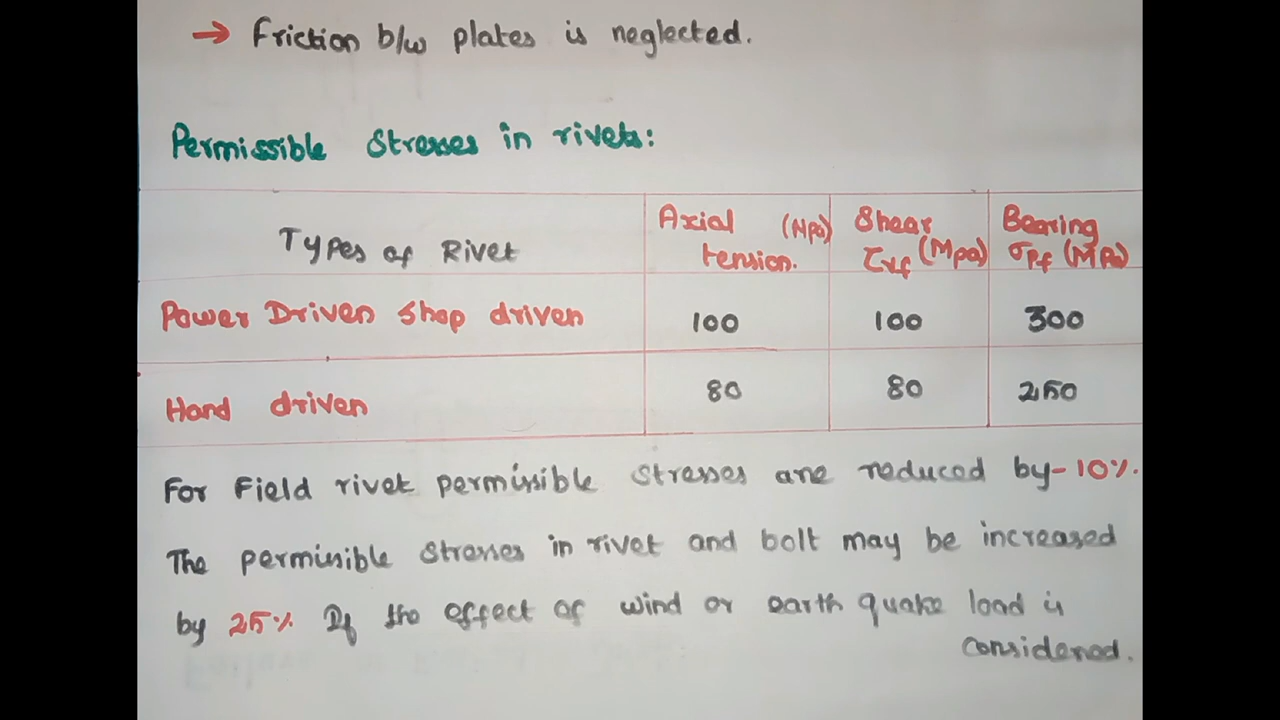 → Friction b/w plates is neglected.
Permissible Stresses in rivets:
Types of Rivet
Axial (MPa) tension.
Shear τvf (MPa)
Bearing σPf (MPa)
Power Driven Shop driven 100 100 300
Hand driven 80 80 250
For Field rivet permissible stresses are reduced by - 10%.
The permissible stresses in rivet and bolt may be increased
by 25% If the effect of wind or earth quake load is
considered.